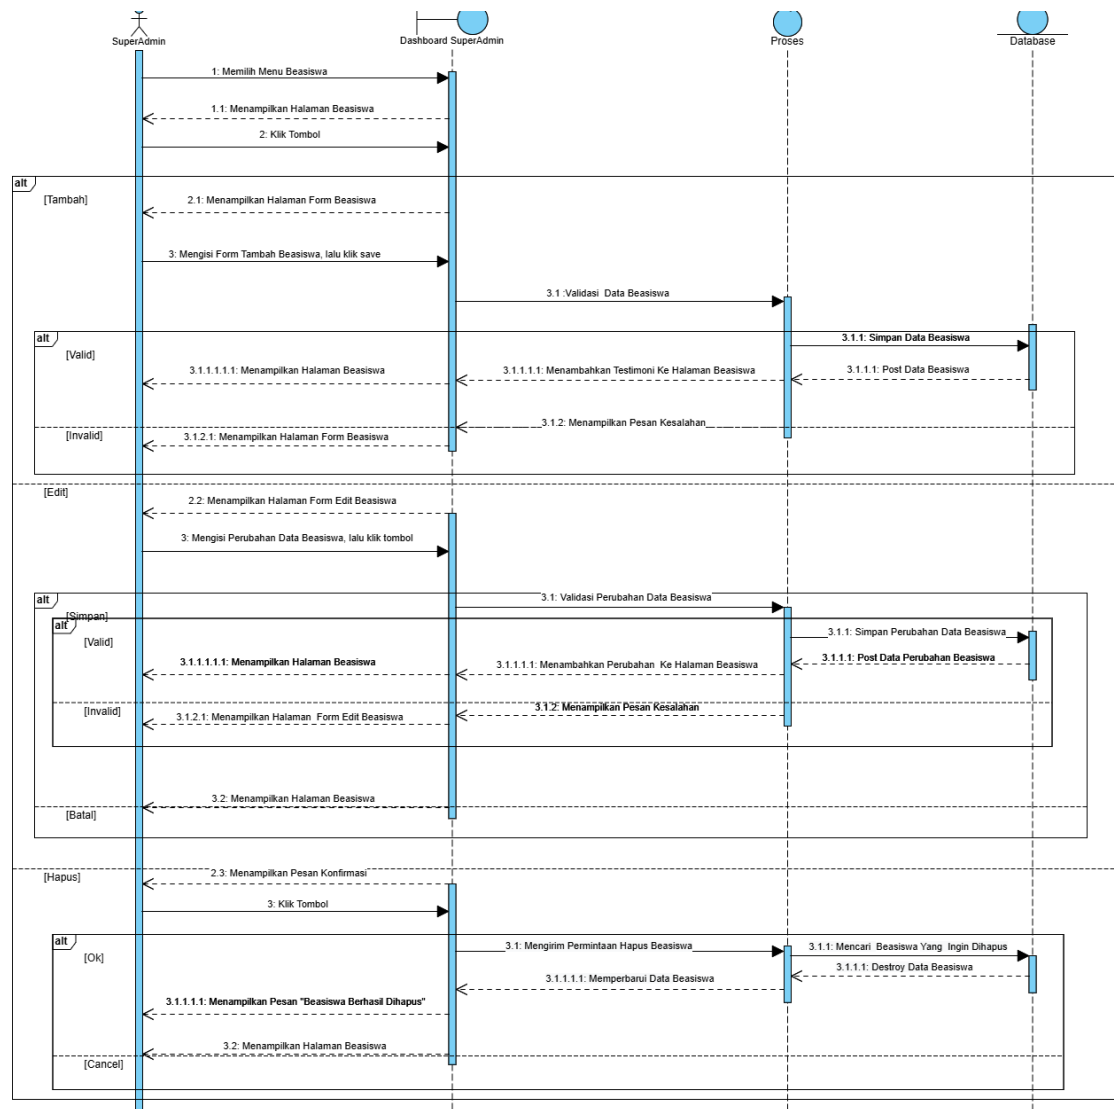 SuperAdmin
Dashboard SuperAdmin
Proses
Database
1: Memilih Menu Beasiswa
1.1: Menampilkan Halaman Beasiswa
2: Klik Tombol
alt
[Tambah]
2.1: Menampilkan Halaman Form Beasiswa
3: Mengisi Form Tambah Beasiswa, lalu klik save
3.1 :Validasi Data Beasiswa
alt
[Valid]
3.1.1: Simpan Data Beasiswa
3.1.1.1: Post Data Beasiswa
3.1.1.1.1: Menambahkan Testimoni Ke Halaman Beasiswa
3.1.1.1.1.1: Menampilkan Halaman Beasiswa
[Invalid]
3.1.2: Menampilkan Pesan Kesalahan
3.1.2.1: Menampilkan Halaman Form Beasiswa
[Edit]
2.2: Menampilkan Halaman Form Edit Beasiswa
3: Mengisi Perubahan Data Beasiswa, lalu klik tombol
alt
[Simpan]
3.1: Validasi Perubahan Data Beasiswa
alt
[Valid]
3.1.1: Simpan Perubahan Data Beasiswa
3.1.1.1: Post Data Perubahan Beasiswa
3.1.1.1.1: Menambahkan Perubahan Ke Halaman Beasiswa
3.1.1.1.1.1: Menampilkan Halaman Beasiswa
[Invalid]
3.1.2: Menampilkan Pesan Kesalahan
3.1.2.1: Menampilkan Halaman Form Edit Beasiswa
3.2: Menampilkan Halaman Beasiswa
[Batal]
[Hapus]
2.3: Menampilkan Pesan Konfirmasi
3: Klik Tombol
alt
[Ok]
3.1: Mengirim Permintaan Hapus Beasiswa
3.1.1: Mencari Beasiswa Yang Ingin Dihapus
3.1.1.1: Destroy Data Beasiswa
3.1.1.1.1: Memperbarui Data Beasiswa
3.1.1.1.1: Menampilkan Pesan "Beasiswa Berhasil Dihapus"
3.2: Menampilkan Halaman Beasiswa
[Cancel]